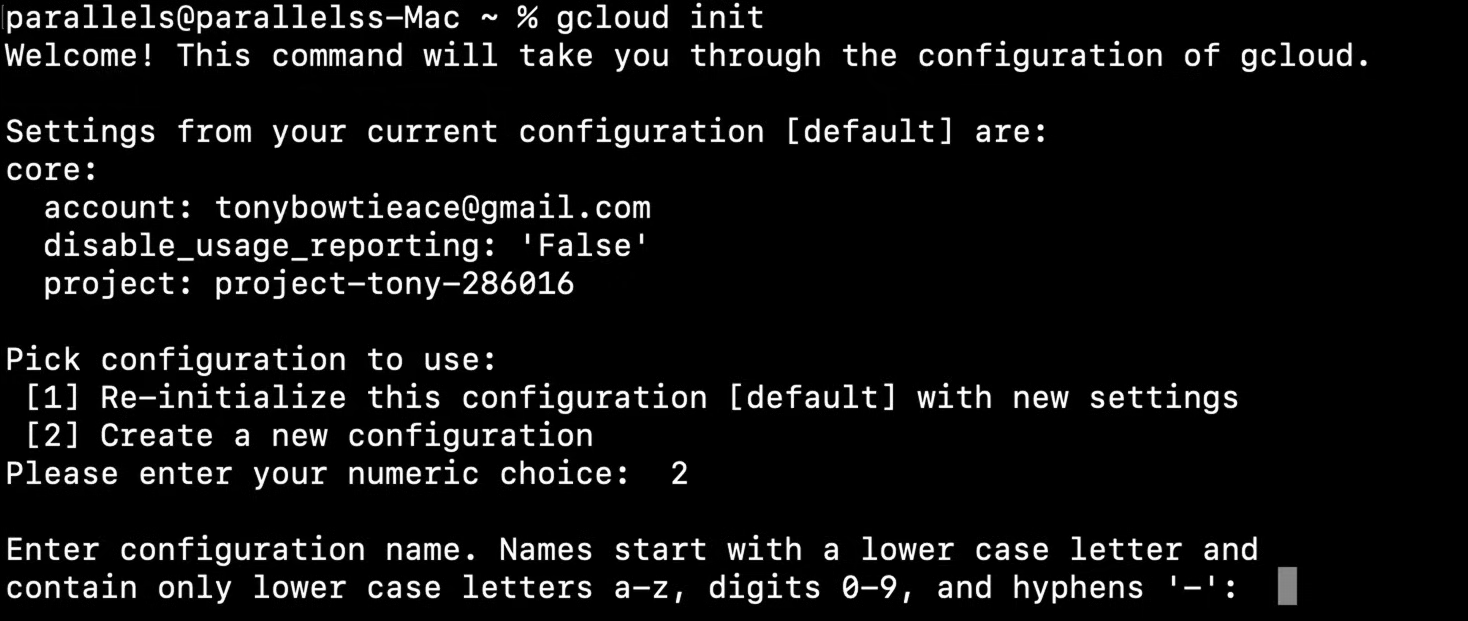 parallels@parallelss-Mac ~ % gcloud init
Welcome! This command will take you through the configuration of gcloud.
Settings from your current configuration [default] are:
core:
  account: tonybowtieace@gmail.com
  disable_usage_reporting: 'False'
  project: project-tony-286016
Pick configuration to use:
 [1] Re-initialize this configuration [default] with new settings
 [2] Create a new configuration
Please enter your numeric choice:  2
Enter configuration name. Names start with a lower case letter and
contain only lower case letters a-z, digits 0-9, and hyphens '-':